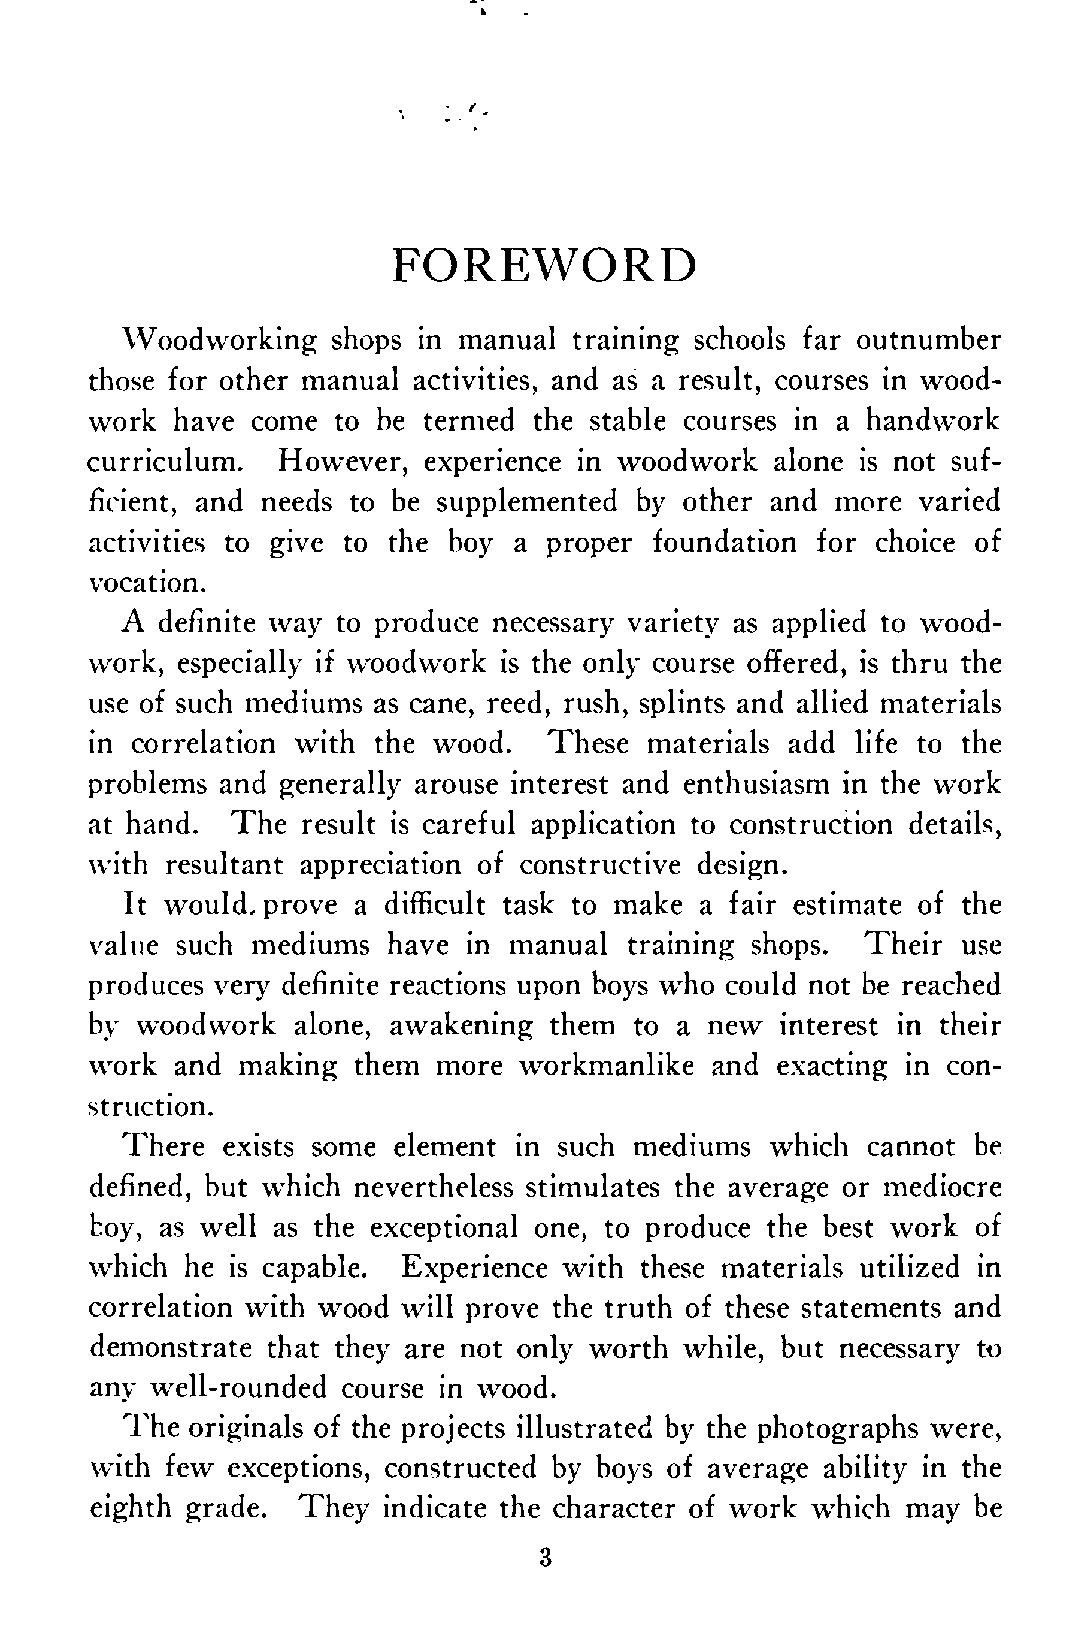 FOREWORD
Woodworking shops in manual training schools far outnumber
those for other manual activities, and as a result, courses in wood-
work have come to be termed the stable courses in a handwork
curriculum. However, experience in woodwork alone is not suf-
ficient, and needs to be supplemented by other and more varied
activities to give to the boy a proper foundation for choice of
vocation.
A definite way to produce necessary variety as applied to wood-
work, especially if woodwork is the only course offered, is thru the
use of such mediums as cane, reed, rush, splints and allied materials
in correlation with the wood. These materials add life to the
problems and generally arouse interest and enthusiasm in the work
at hand. The result is careful application to construction details,
with resultant appreciation of constructive design.
It would prove a difficult task to make a fair estimate of the
value such mediums have in manual training shops. Their use
produces very definite reactions upon boys who could not be reached
by woodwork alone, awakening them to a new interest in their
work and making them more workmanlike and exacting in con-
struction.
There exists some element in such mediums which cannot be
defined, but which nevertheless stimulates the average or mediocre
boy, as well as the exceptional one, to produce the best work of
which he is capable. Experience with these materials utilized in
correlation with wood will prove the truth of these statements and
demonstrate that they are not only worth while, but necessary to
any well-rounded course in wood.
The originals of the projects illustrated by the photographs were,
with few exceptions, constructed by boys of average ability in the
eighth grade. They indicate the character of work which may be
3